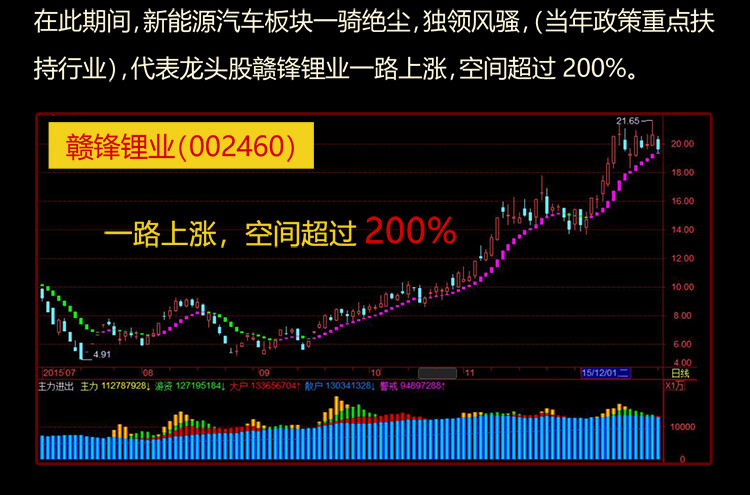 在此期间，新能源汽车板块一骑绝尘，独领风骚，（当年政策重点扶
持行业），代表龙头股赣锋锂业一路上涨，空间超过 200%。
赣锋锂业（002460）
21.65
一路上涨，空间超过 200%
20.00
18.00
16.00
14.00
12.00
10.00
8.00
6.00
4.91
4.00
2015/07 08 09 10 11 15/12/01,二 日线
主力进出 主力 112787928↓ 游资 127195184↓ 大户 133656704↑ 散户 130341328↓ 警戒 94897288↑ X1万
10000
0